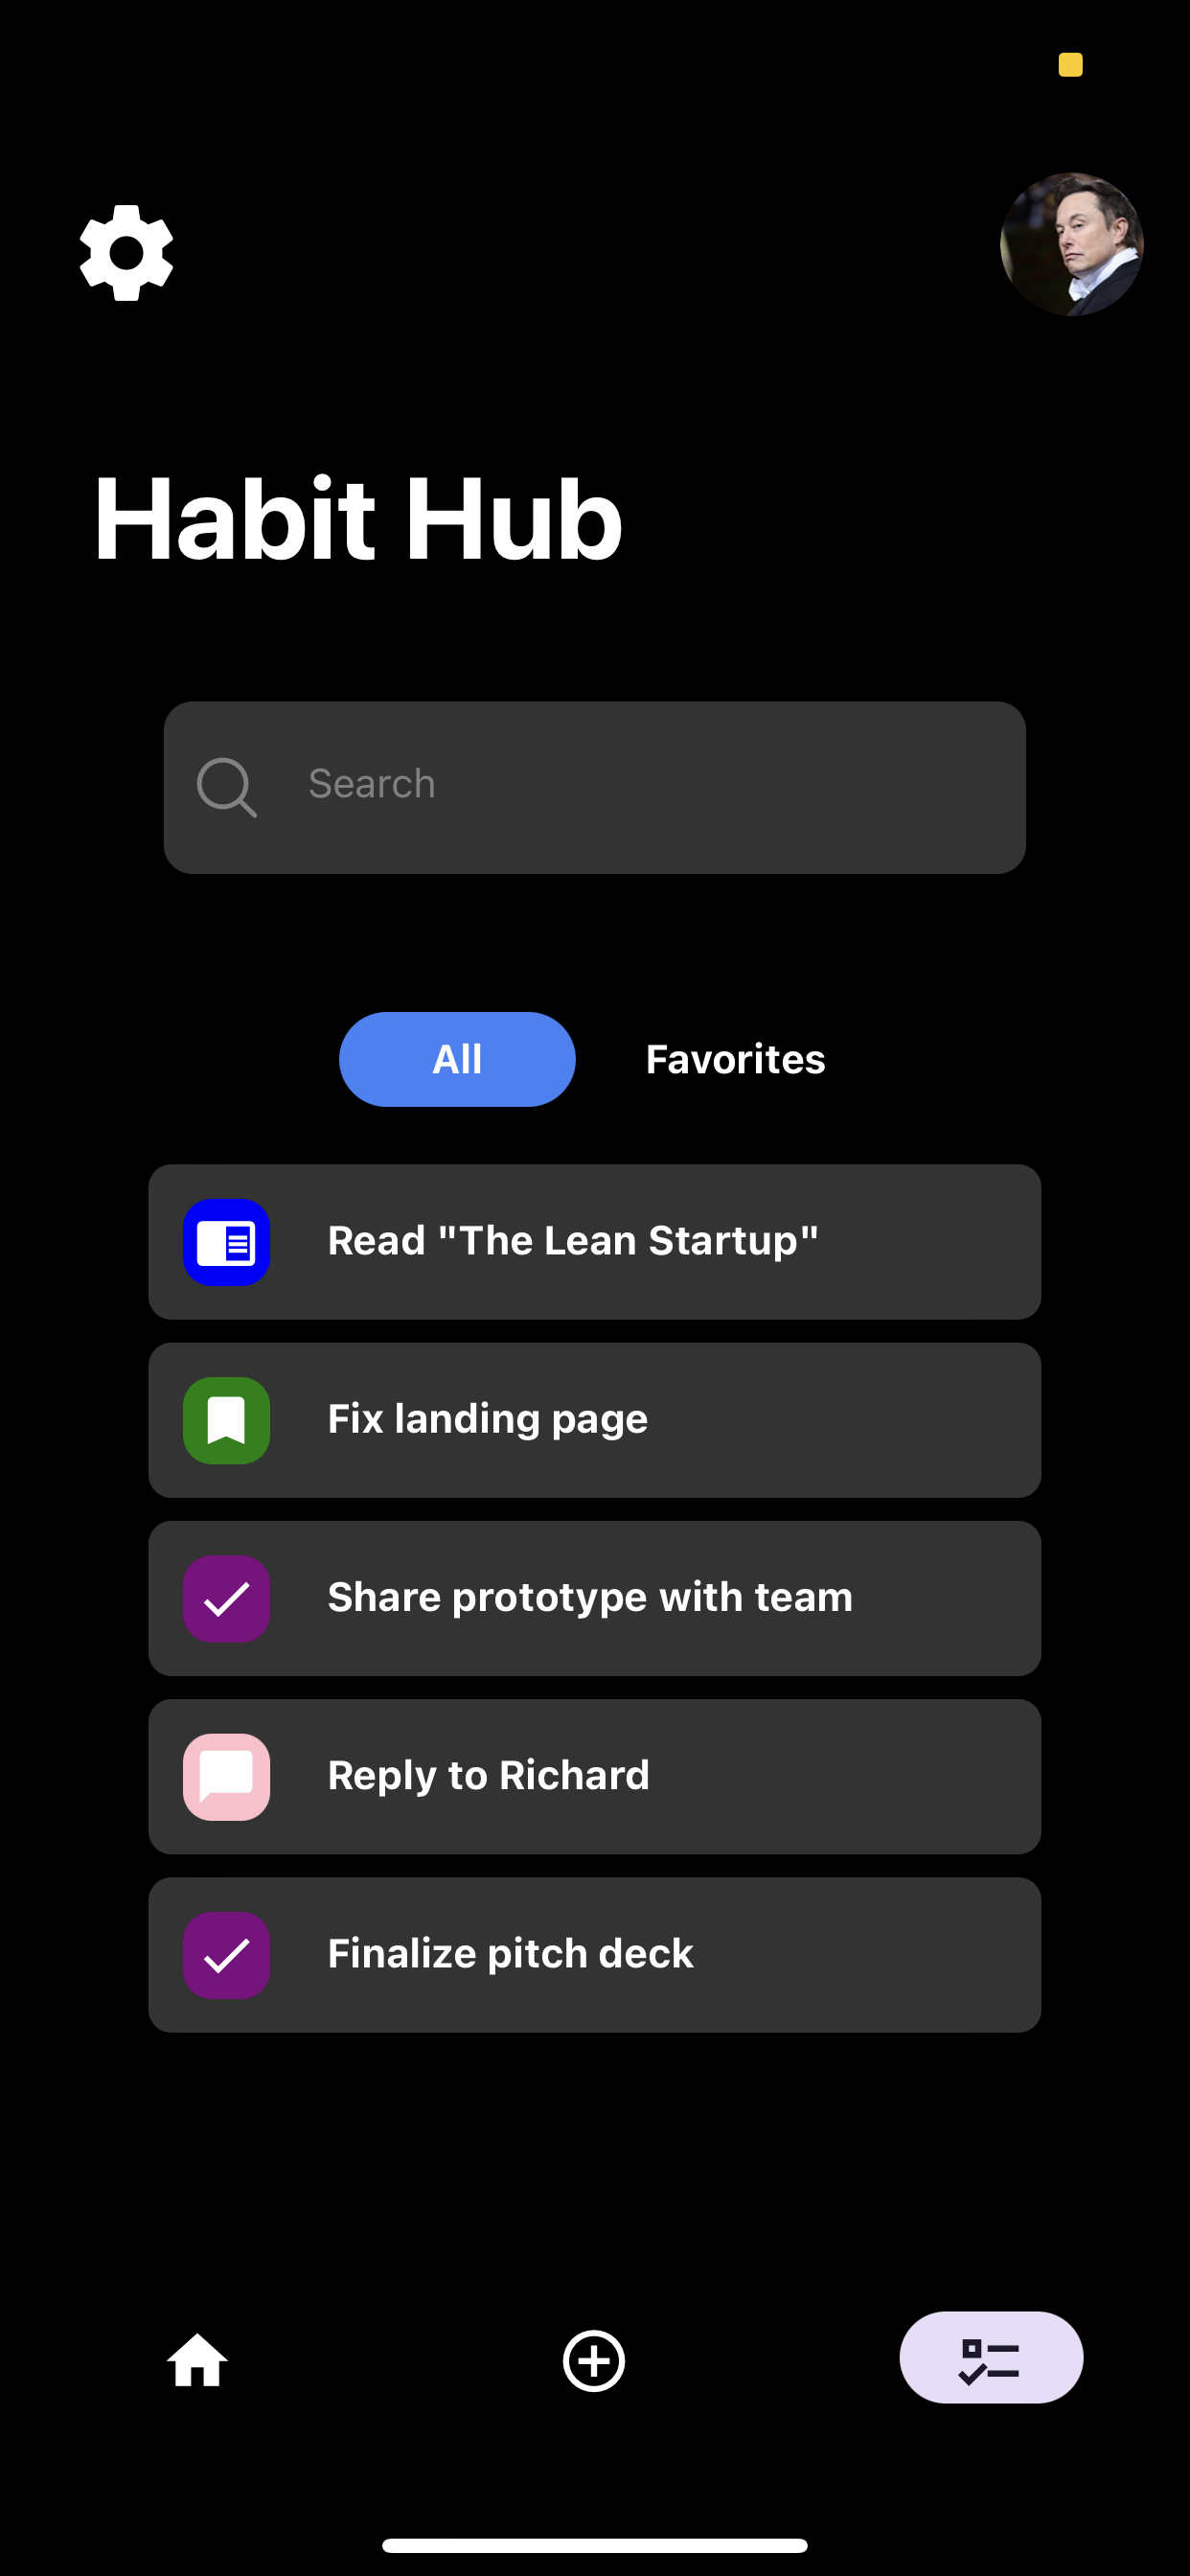 Habit Hub
Search
All Favorites
Read "The Lean Startup"
Fix landing page
Share prototype with team
Reply to Richard
Finalize pitch deck